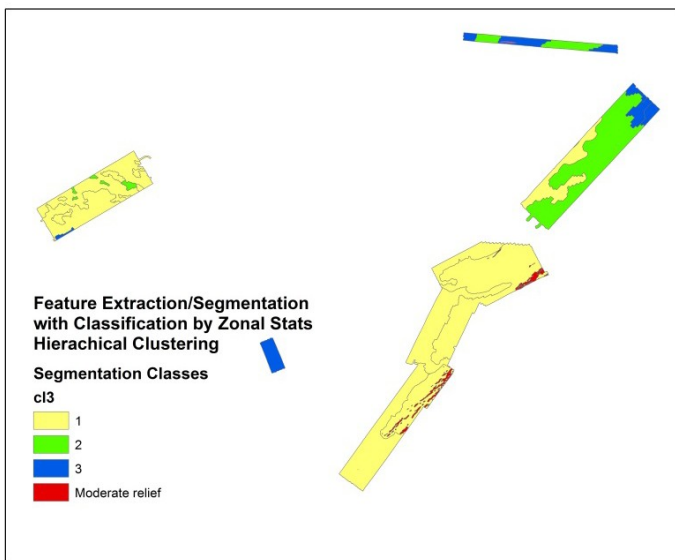 Feature Extraction/Segmentation
with Classification by Zonal Stats
Hierachical Clustering
Segmentation Classes
cl3
1
2
3
Moderate relief